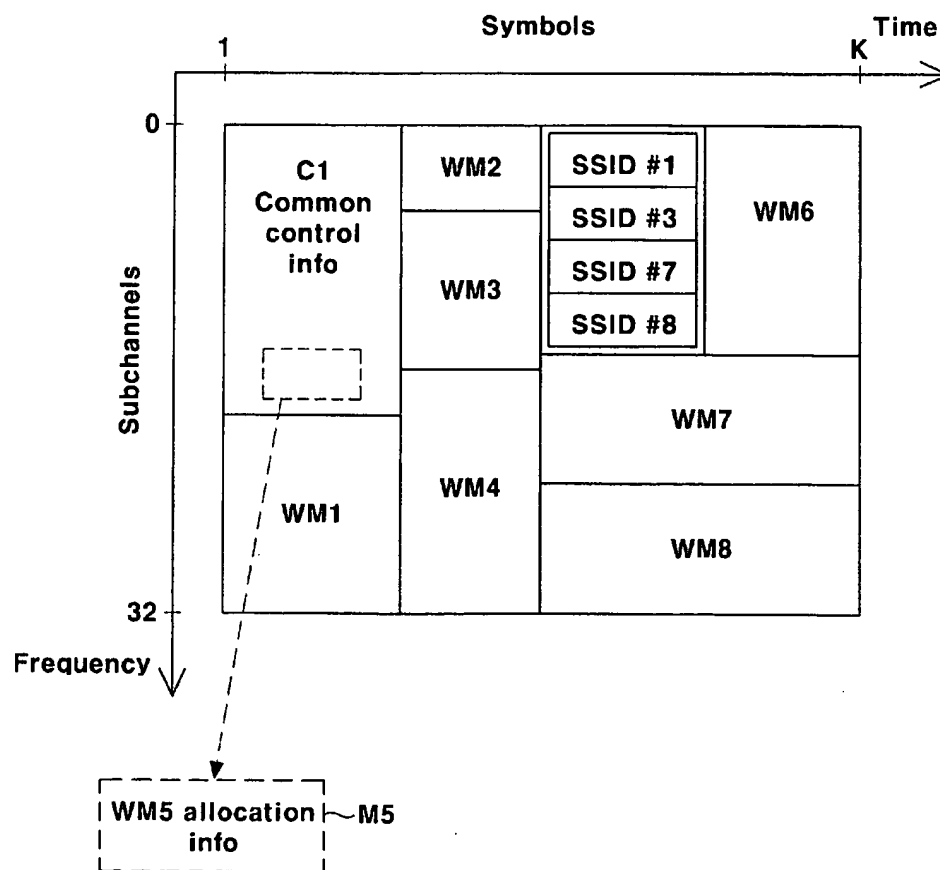 Symbols
Time
1
K
0
Subchannels
32
Frequency
C1
Common
control
info
WM1
WM2
WM3
WM4
SSID #1
SSID #3
SSID #7
SSID #8
WM6
WM7
WM8
WM5 allocation
info
M5